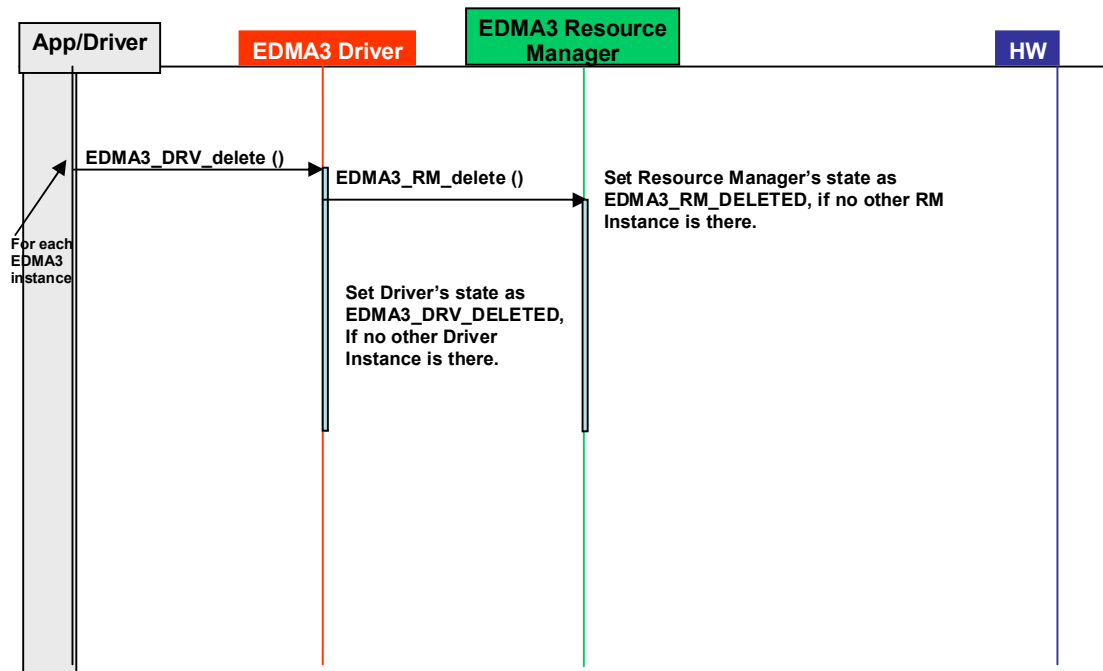 App/Driver
EDMA3 Driver
EDMA3 Resource
Manager
HW
EDMA3_DRV_delete ()
EDMA3_RM_delete ()
Set Resource Manager's state as
EDMA3_RM_DELETED, if no other RM
Instance is there.
For each
EDMA3
instance
Set Driver's state as
EDMA3_DRV_DELETED,
If no other Driver
Instance is there.